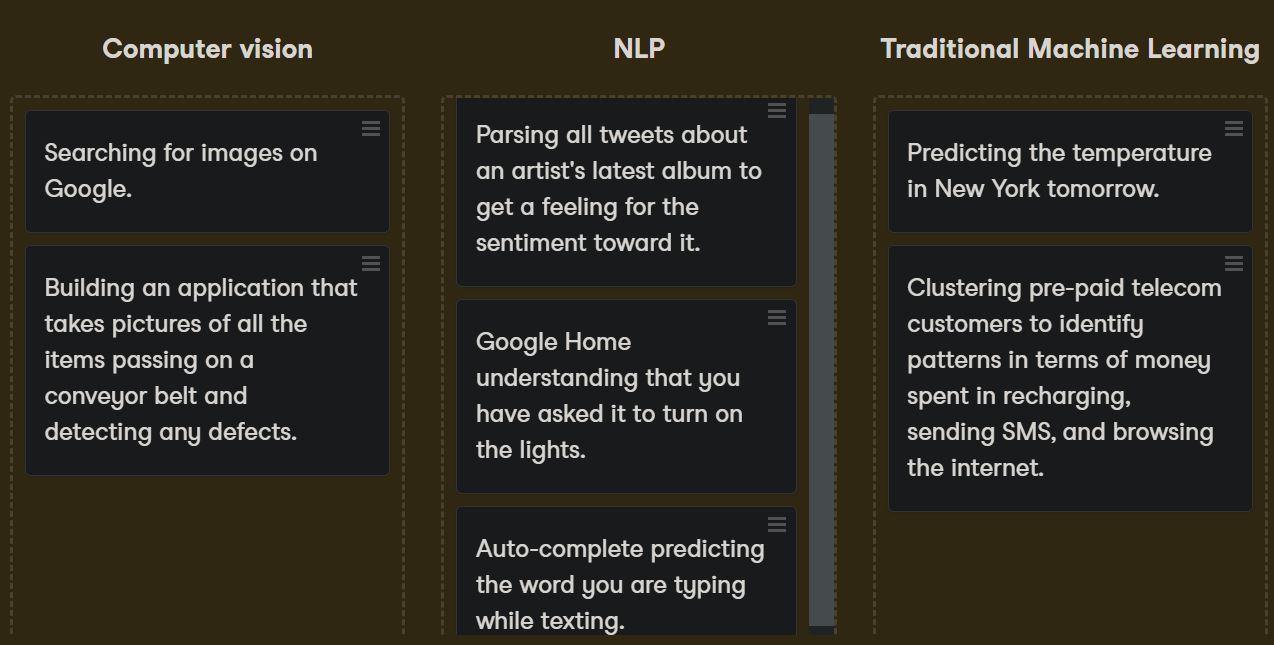 Computer vision
Searching for images on
Google.
Building an application that
takes pictures of all the
items passing on a
conveyor belt and
detecting any defects.
NLP
Parsing all tweets about
an artist's latest album to
get a feeling for the
sentiment toward it.
Google Home
understanding that you
have asked it to turn on
the lights.
Auto-complete predicting
the word you are typing
while texting.
Traditional Machine Learning
Predicting the temperature
in New York tomorrow.
Clustering pre-paid telecom
customers to identify
patterns in terms of money
spent in recharging,
sending SMS, and browsing
the internet.